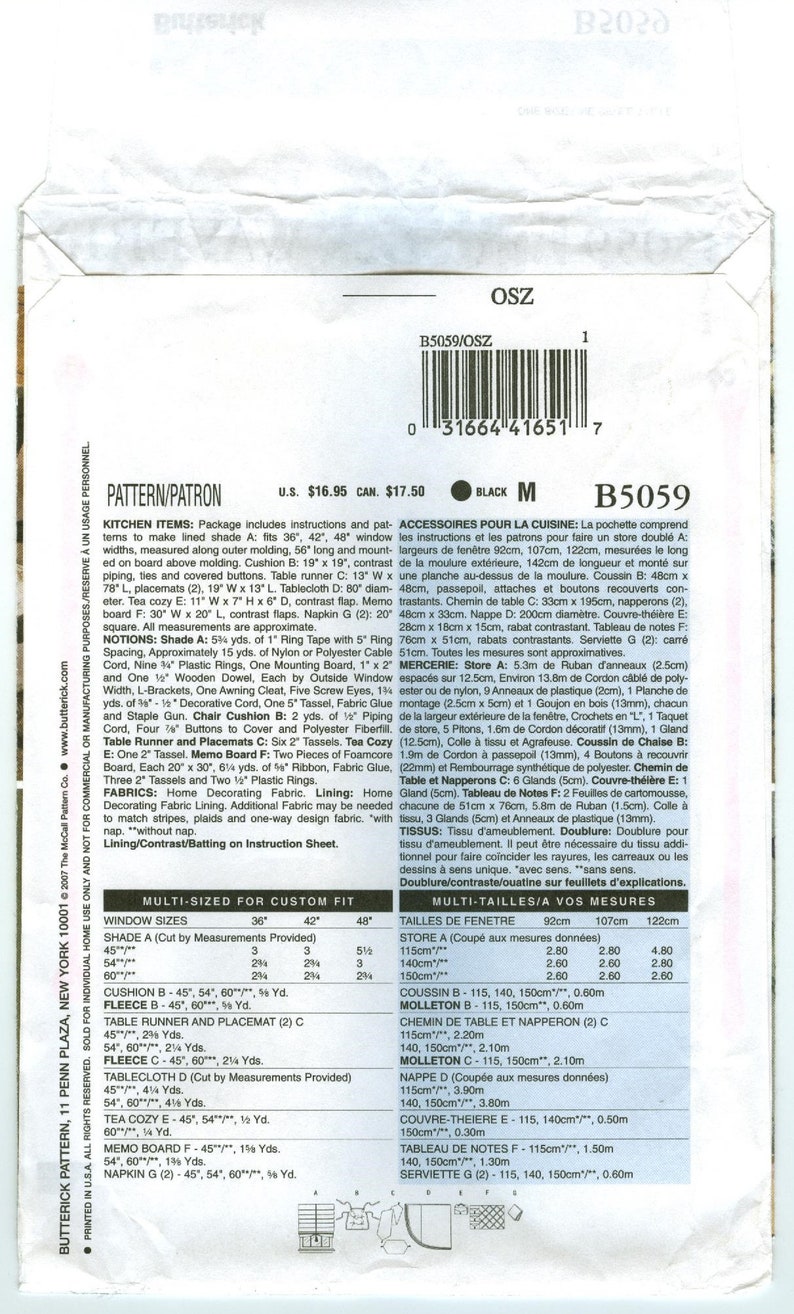 Butterick B5059
OSZ
B5059/OSZ 1
0 31664 41651 7
PATTERN/PATRON U.S. $16.95 CAN. $17.50 BLACK M B5059
KITCHEN ITEMS: Package includes instructions and pat-
terns to make lined shade A: fits 36", 42", 48" window
widths, measured along outer molding, 56" long and mount-
ed on board above molding. Cushion B: 19" x 19", contrast
piping, ties and covered buttons. Table runner C: 13" W x
78" L, placemats (2), 19" W x 13" L. Tablecloth D: 80" diam-
eter. Tea cozy E: 11" W x 7" H x 6" D, contrast flap. Memo
board F: 30" W x 20" L, contrast flaps. Napkin G (2): 20"
square. All measurements are approximate.
NOTIONS: Shade A: 5¾ yds. of 1" Ring Tape with 5" Ring
Spacing, Approximately 15 yds. of Nylon or Polyester Cable
Cord, Nine ¾" Plastic Rings, One Mounting Board, 1" x 2"
and One ½" Wooden Dowel, Each by Outside Window
Width, L-Brackets, One Awning Cleat, Five Screw Eyes, 1¾
yds. of ⅜" - ½ " Decorative Cord, One 5" Tassel, Fabric Glue
and Staple Gun. Chair Cushion B: 2 yds. of ½" Piping
Cord, Four ⅞" Buttons to Cover and Polyester Fiberfill.
Table Runner and Placemats C: Six 2" Tassels. Tea Cozy
E: One 2" Tassel. Memo Board F: Two Pieces of Foamcore
Board, Each 20" x 30", 6¼ yds. of ⅝" Ribbon, Fabric Glue,
Three 2" Tassels and Two ½" Plastic Rings.
FABRICS: Home Decorating Fabric. Lining: Home
Decorating Fabric Lining. Additional Fabric may be needed
to match stripes, plaids and one-way design fabric. *with
nap. **without nap.
Lining/Contrast/Batting on Instruction Sheet.
ACCESSOIRES POUR LA CUISINE: La pochette comprend
les instructions et les patrons pour faire un store doublé A:
largeurs de fenêtre 92cm, 107cm, 122cm, mesurées le long
de la moulure extérieure, 142cm de longueur et monté sur
une planche au-dessus de la moulure. Coussin B: 48cm x
48cm, passepoil, attaches et boutons recouverts con-
trastants. Chemin de table C: 33cm x 195cm, napperons (2),
48cm x 33cm. Nappe D: 200cm diamètre. Couvre-théière E:
28cm x 18cm x 15cm, rabat contrastant. Tableau de notes F:
76cm x 51cm, rabats contrastants. Serviette G (2): carré
51cm. Toutes les mesures sont approximatives.
MERCERIE: Store A: 5.3m de Ruban d'anneaux (2.5cm)
espacés sur 12.5cm, Environ 13.8m de Cordon câblé de poly-
ester ou de nylon, 9 Anneaux de plastique (2cm), 1 Planche de
montage (2.5cm x 5cm) et 1 Goujon en bois (13mm), chacun
de la largeur extérieure de la fenêtre, Crochets en "L", 1 Taquet
de store, 5 Pitons, 1.6m de Cordon décoratif (13mm), 1 Gland
(12.5cm), Colle à tissu et Agrafeuse. Coussin de Chaise B:
1.9m de Cordon à passepoil (13mm), 4 Boutons à recouvrir
(22mm) et Rembourrage synthétique de polyester. Chemin de
Table et Napperons C: 6 Glands (5cm). Couvre-théière E: 1
Gland (5cm). Tableau de Notes F: 2 Feuilles de cartomousse,
chacune de 51cm x 76cm, 5.8m de Ruban (1.5cm). Colle à
tissu, 3 Glands (5cm) et Anneaux de plastique (13mm).
TISSUS: Tissu d'ameublement. Doublure: Doublure pour
tissu d'ameublement. Il peut être nécessaire du tissu addi-
tionnel pour faire coïncider les rayures, les carreaux ou les
dessins à sens unique. *avec sens. **sans sens.
Doublure/contraste/ouatine sur feuillets d'explications.
MULTI-SIZED FOR CUSTOM FIT
WINDOW SIZES 36" 42" 48"
SHADE A (Cut by Measurements Provided)
45"*/** 3 3 5½
54"*/** 2¾ 2¾ 3
60"*/** 2¾ 2¾ 2¾
CUSHION B - 45", 54", 60"*/**, ⅝ Yd.
FLEECE B - 45", 60"**, ⅝ Yd.
TABLE RUNNER AND PLACEMAT (2) C
45"*/**, 2⅜ Yds.
54", 60"*/**, 2¼ Yds.
FLEECE C - 45", 60"**, 2¼ Yds.
TABLECLOTH D (Cut by Measurements Provided)
45"*/**, 4¼ Yds.
54", 60"*/**, 4⅛ Yds.
TEA COZY E - 45", 54"*/**, ½ Yd.
60"*/**, ¼ Yd.
MEMO BOARD F - 45"*/**, 1⅝ Yds.
54", 60"*/**, 1⅜ Yds.
NAPKIN G (2) - 45", 54", 60"*/**, ⅝ Yd.
MULTI-TAILLES/A VOS MESURES
TAILLES DE FENETRE 92cm 107cm 122cm
STORE A (Coupé aux mesures données)
115cm*/** 2.80 2.80 4.80
140cm*/** 2.60 2.60 2.80
150cm*/** 2.60 2.60 2.60
COUSSIN B - 115, 140, 150cm*/**, 0.60m
MOLLETON B - 115, 150cm**, 0.60m
CHEMIN DE TABLE ET NAPPERON (2) C
115cm*/**, 2.20m
140, 150cm*/**, 2.10m
MOLLETON C - 115, 150cm**, 2.10m
NAPPE D (Coupée aux mesures données)
115cm*/**, 3.90m
140, 150cm*/**, 3.80m
COUVRE-THEIERE E - 115, 140cm*/**, 0.50m
150cm*/**, 0.30m
TABLEAU DE NOTES F - 115cm*/**, 1.50m
140, 150cm*/**, 1.30m
SERVIETTE G (2) - 115, 140, 150cm*/**, 0.60m
A B C D E F G
BUTTERICK PATTERN, 11 PENN PLAZA, NEW YORK 10001 © 2007 The McCall Pattern Co. ● www.butterick.com
● PRINTED IN U.S.A. ALL RIGHTS RESERVED. SOLD FOR INDIVIDUAL HOME USE ONLY AND NOT FOR COMMERCIAL OR MANUFACTURING PURPOSES./RESERVE À UN USAGE PERSONNEL.